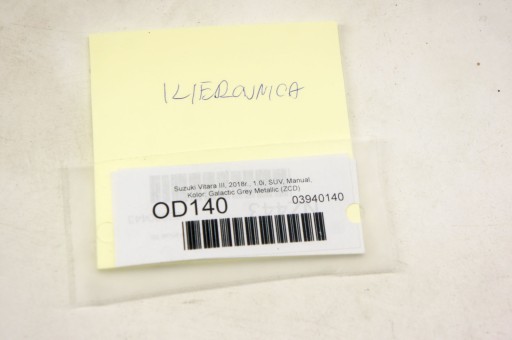 KIEROWNICA
Suzuki Vitara III, 2018r., 1.0i, SUV, Manual.
Kolor: Galactic Grey Metallic (ZCD)
OD140
03940140